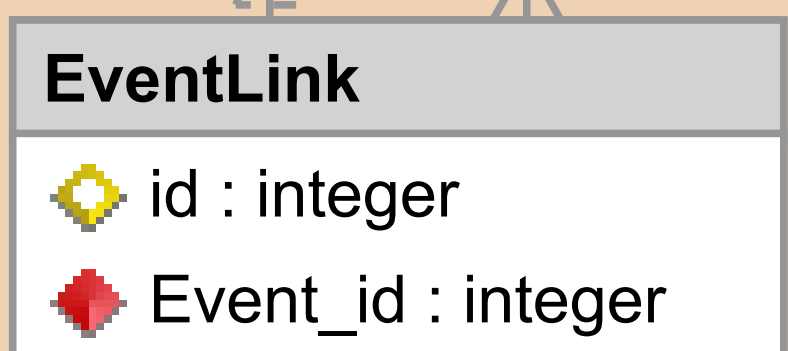 EventLink
id : integer
Event_id : integer